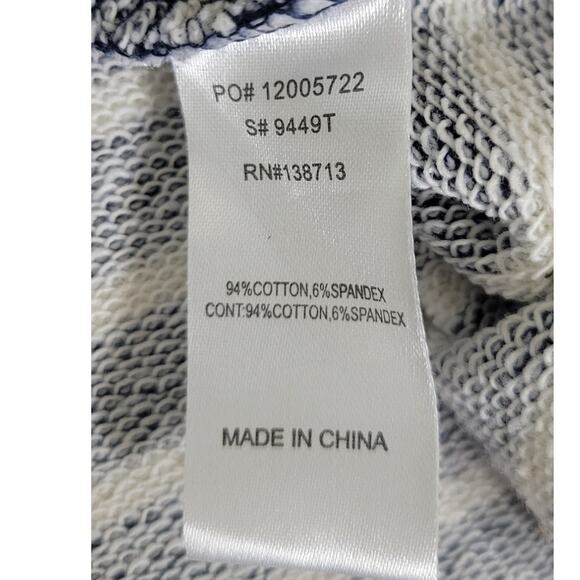 PO# 12005722
S# 9449T
RN#138713
94%COTTON,6%SPANDEX
CONT:94%COTTON,6%SPANDEX
MADE IN CHINA